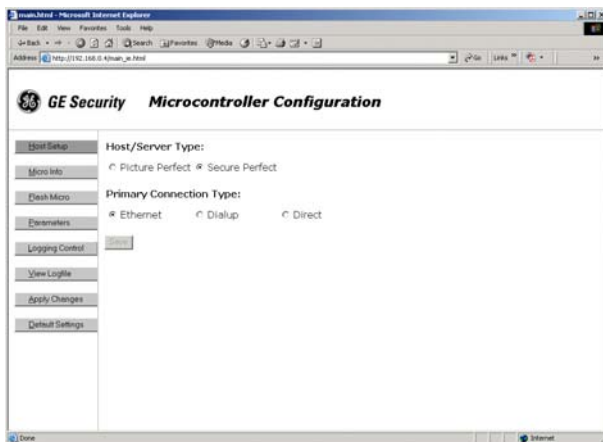 main.html - Microsoft Internet Explorer
File Edit View Favorites Tools Help
Back Search Favorites Media
Address http://192.168.0.4/main_ie.html Go Links
GE Security Microcontroller Configuration
Host Setup
Micro Info
Flash Micro
Parameters
Logging Control
View Logfile
Apply Changes
Default Settings
Host/Server Type:
Picture Perfect Secure Perfect
Primary Connection Type:
Ethernet Dialup Direct
Save
Done Internet